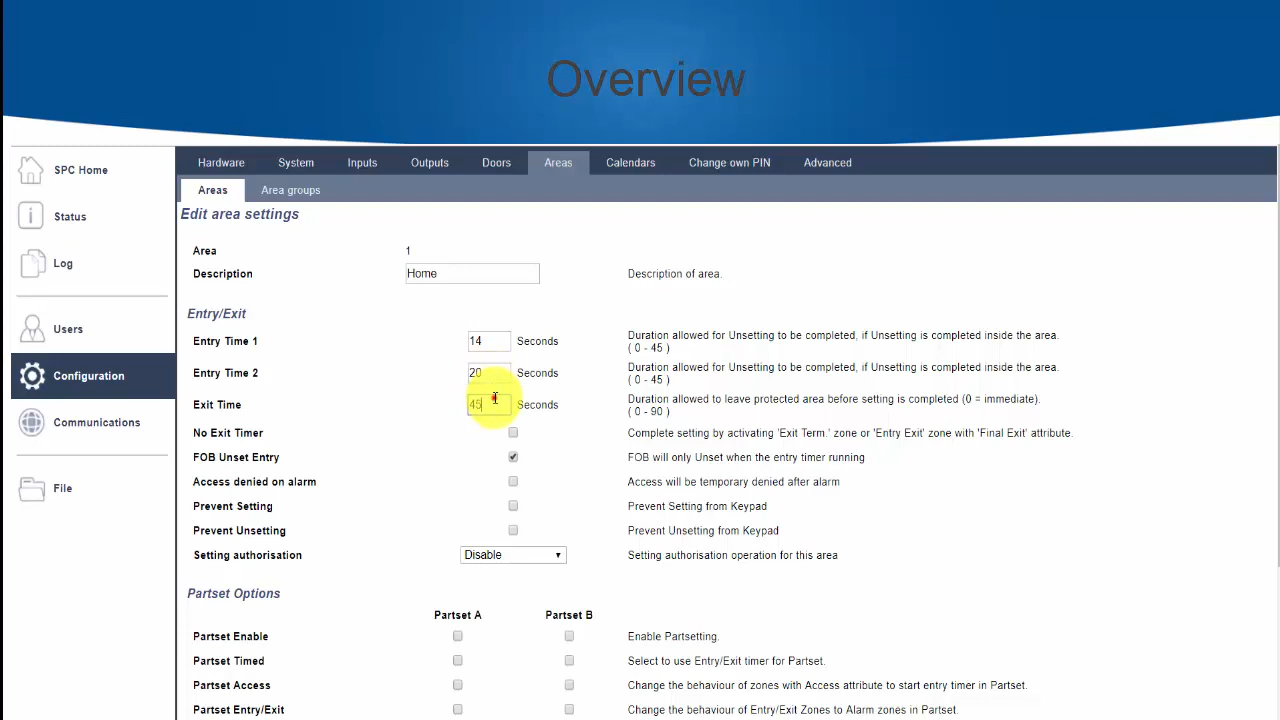 Overview
SPC Home
Status
Log
Users
Configuration
Communications
File
Hardware System Inputs Outputs Doors Areas Calendars Change own PIN Advanced
Areas Area groups
Edit area settings
Area 1
Description Home Description of area.
Entry/Exit
Entry Time 1 14 Seconds Duration allowed for Unsetting to be completed, if Unsetting is completed inside the area.
( 0 - 45 )
Entry Time 2 20 Seconds Duration allowed for Unsetting to be completed, if Unsetting is completed inside the area.
( 0 - 45 )
Exit Time 45 Seconds Duration allowed to leave protected area before setting is completed (0 = immediate).
( 0 - 90 )
No Exit Timer Complete setting by activating 'Exit Term.' zone or 'Entry Exit' zone with 'Final Exit' attribute.
FOB Unset Entry FOB will only Unset when the entry timer running
Access denied on alarm Access will be temporary denied after alarm
Prevent Setting Prevent Setting from Keypad
Prevent Unsetting Prevent Unsetting from Keypad
Setting authorisation Disable Setting authorisation operation for this area
Partset Options
Partset A Partset B
Partset Enable Enable Partsetting.
Partset Timed Select to use Entry/Exit timer for Partset.
Partset Access Change the behaviour of zones with Access attribute to start entry timer in Partset.
Partset Entry/Exit Change the behaviour of Entry/Exit Zones to Alarm zones in Partset.